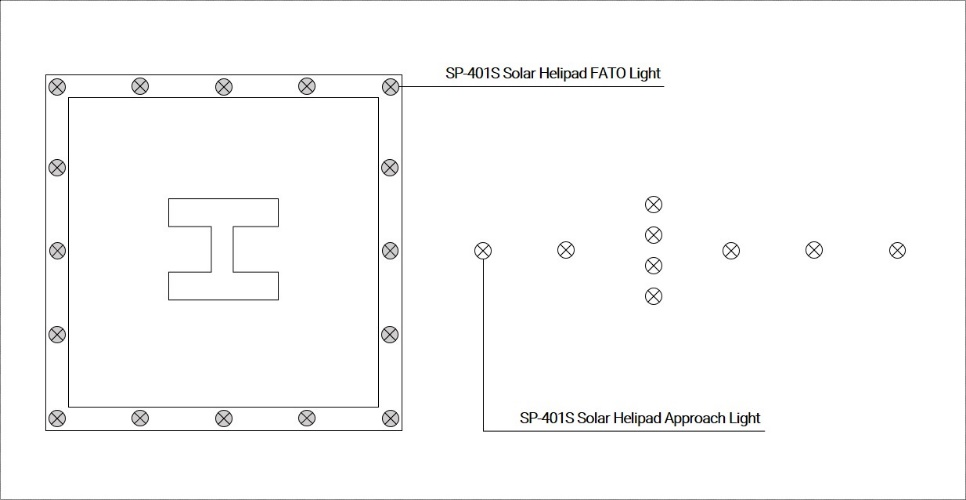 SP-401S Solar Helipad FATO Light
H
SP-401S Solar Helipad Approach Light